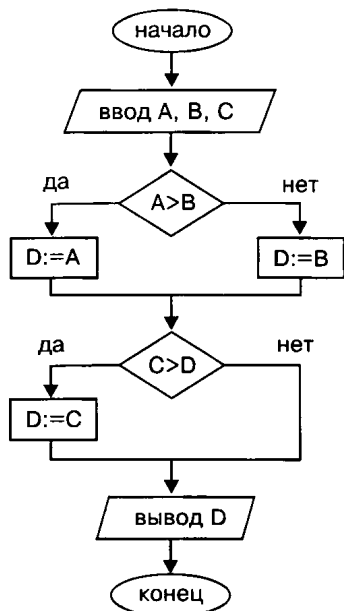 начало
ввод A, B, C
да
A>B
нет
D:=A
D:=B
да
C>D
нет
D:=C
вывод D
конец